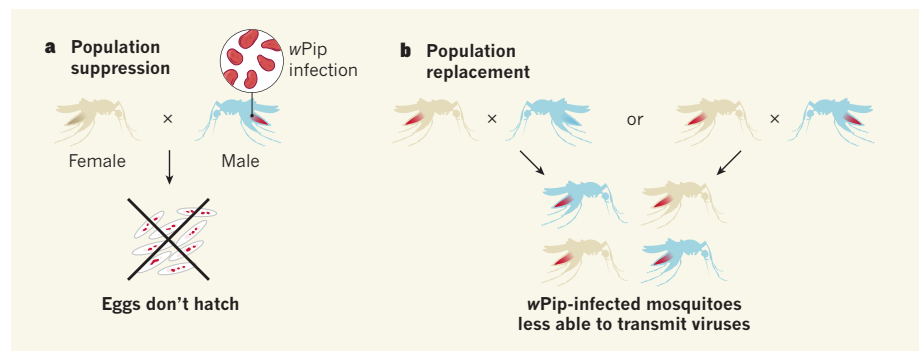 a Population
suppression
wPip
infection
×
Female
Male
Eggs don't hatch
b Population
replacement
×
or
×
wPip-infected mosquitoes
less able to transmit viruses